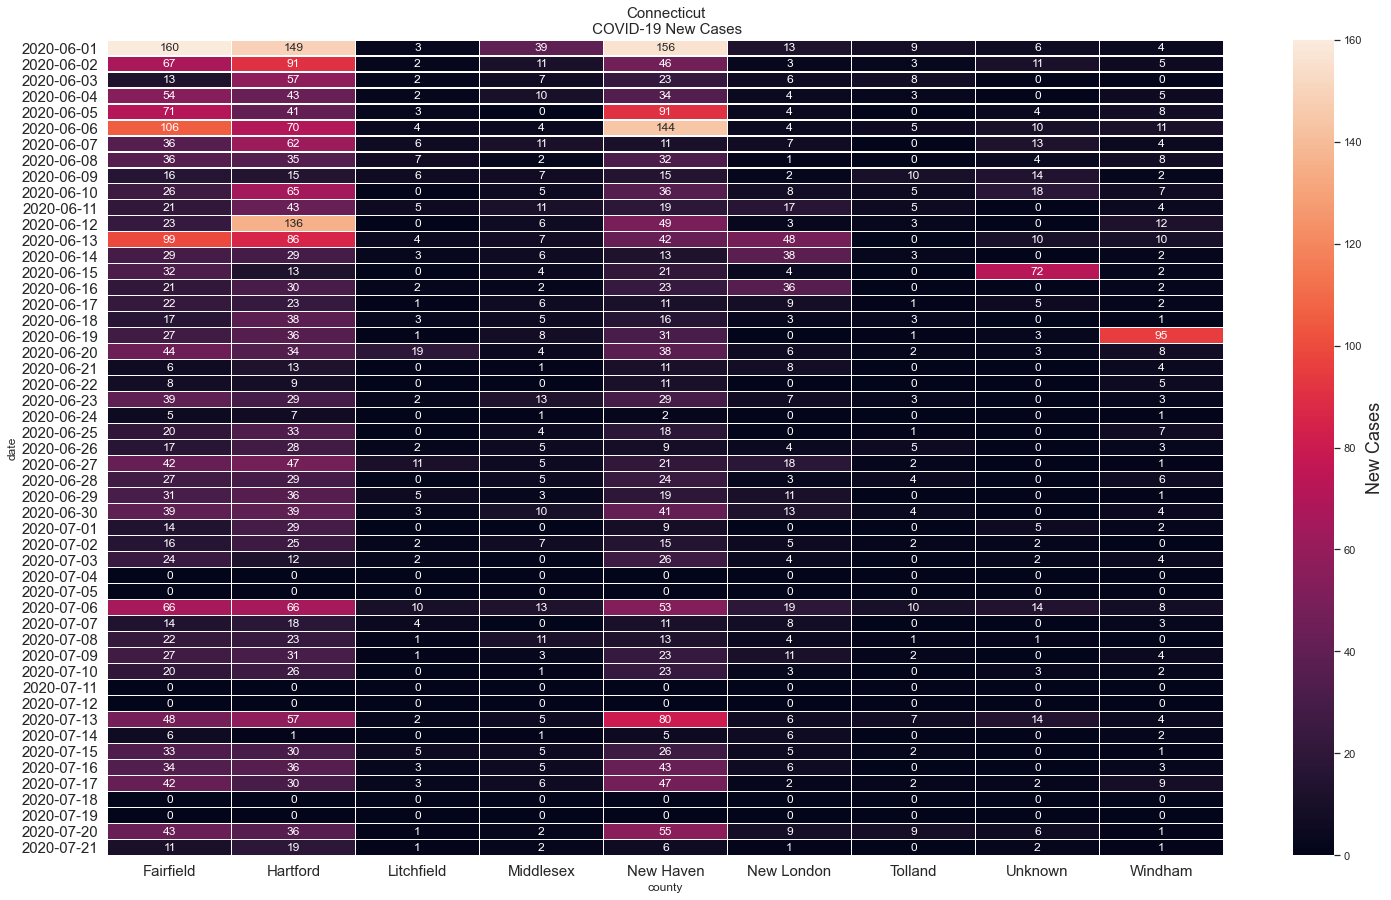 Connecticut
COVID-19 New Cases
2020-06-01 160 149 3 39 156 13 9 6 4
2020-06-02 67 91 2 11 46 3 3 11 5
2020-06-03 13 57 2 7 23 6 8 0 0
2020-06-04 54 43 2 10 34 4 3 0 5
2020-06-05 71 41 3 0 91 4 0 4 8
2020-06-06 106 70 4 4 144 4 5 10 11
2020-06-07 36 62 6 11 11 7 0 13 4
2020-06-08 36 35 7 2 32 1 0 4 8
2020-06-09 16 15 6 7 15 2 10 14 2
2020-06-10 26 65 0 5 36 8 5 18 7
2020-06-11 21 43 5 11 19 17 5 0 4
2020-06-12 23 136 0 6 49 3 3 0 12
2020-06-13 99 86 4 7 42 48 0 10 10
2020-06-14 29 29 3 6 13 38 3 0 2
2020-06-15 32 13 0 4 21 4 0 72 2
2020-06-16 21 30 2 2 23 36 0 0 2
2020-06-17 22 23 1 6 11 9 1 5 2
2020-06-18 17 38 3 5 16 3 3 0 1
2020-06-19 27 36 1 8 31 0 1 3 95
2020-06-20 44 34 19 4 38 6 2 3 8
2020-06-21 6 13 0 1 11 8 0 0 4
2020-06-22 8 9 0 0 11 0 0 0 5
2020-06-23 39 29 2 13 29 7 3 0 3
2020-06-24 5 7 0 1 2 0 0 0 1
2020-06-25 20 33 0 4 18 0 1 0 7
2020-06-26 17 28 2 5 9 4 5 0 3
2020-06-27 42 47 11 5 21 18 2 0 1
2020-06-28 27 29 0 5 24 3 4 0 6
2020-06-29 31 36 5 3 19 11 0 0 1
2020-06-30 39 39 3 10 41 13 4 0 4
2020-07-01 14 29 0 0 9 0 0 5 2
2020-07-02 16 25 2 7 15 5 2 2 0
2020-07-03 24 12 2 0 26 4 0 2 4
2020-07-04 0 0 0 0 0 0 0 0 0
2020-07-05 0 0 0 0 0 0 0 0 0
2020-07-06 66 66 10 13 53 19 10 14 8
2020-07-07 14 18 4 0 11 8 0 0 3
2020-07-08 22 23 1 11 13 4 1 1 0
2020-07-09 27 31 1 3 23 11 2 0 4
2020-07-10 20 26 0 1 23 3 0 3 2
2020-07-11 0 0 0 0 0 0 0 0 0
2020-07-12 0 0 0 0 0 0 0 0 0
2020-07-13 48 57 2 5 80 6 7 14 4
2020-07-14 6 1 0 1 5 6 0 0 2
2020-07-15 33 30 5 5 26 5 2 0 1
2020-07-16 34 36 3 5 43 6 0 0 3
2020-07-17 42 30 3 6 47 2 2 2 9
2020-07-18 0 0 0 0 0 0 0 0 0
2020-07-19 0 0 0 0 0 0 0 0 0
2020-07-20 43 36 1 2 55 9 9 6 1
2020-07-21 11 19 1 2 6 1 0 2 1
Fairfield Hartford Litchfield Middlesex New Haven New London Tolland Unknown Windham
county
date
160
140
120
100
80
60
40
20
0
New Cases